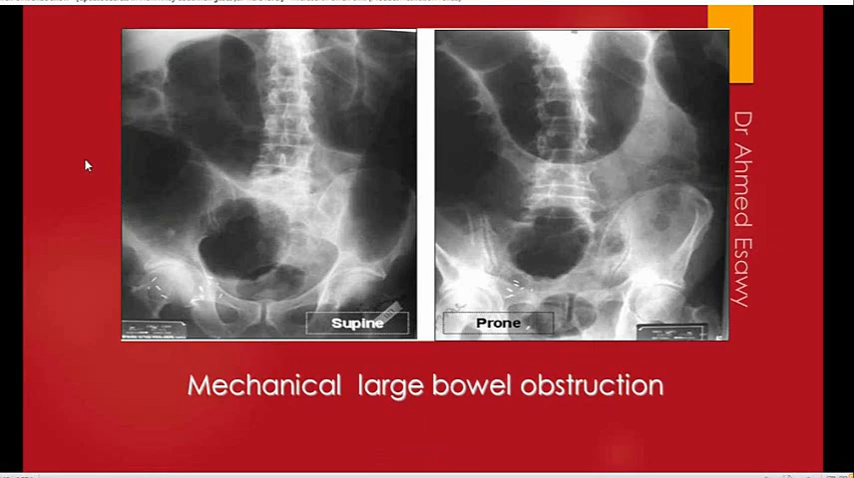 Dr Ahmed Esawy
Supine
Prone
Mechanical large bowel obstruction